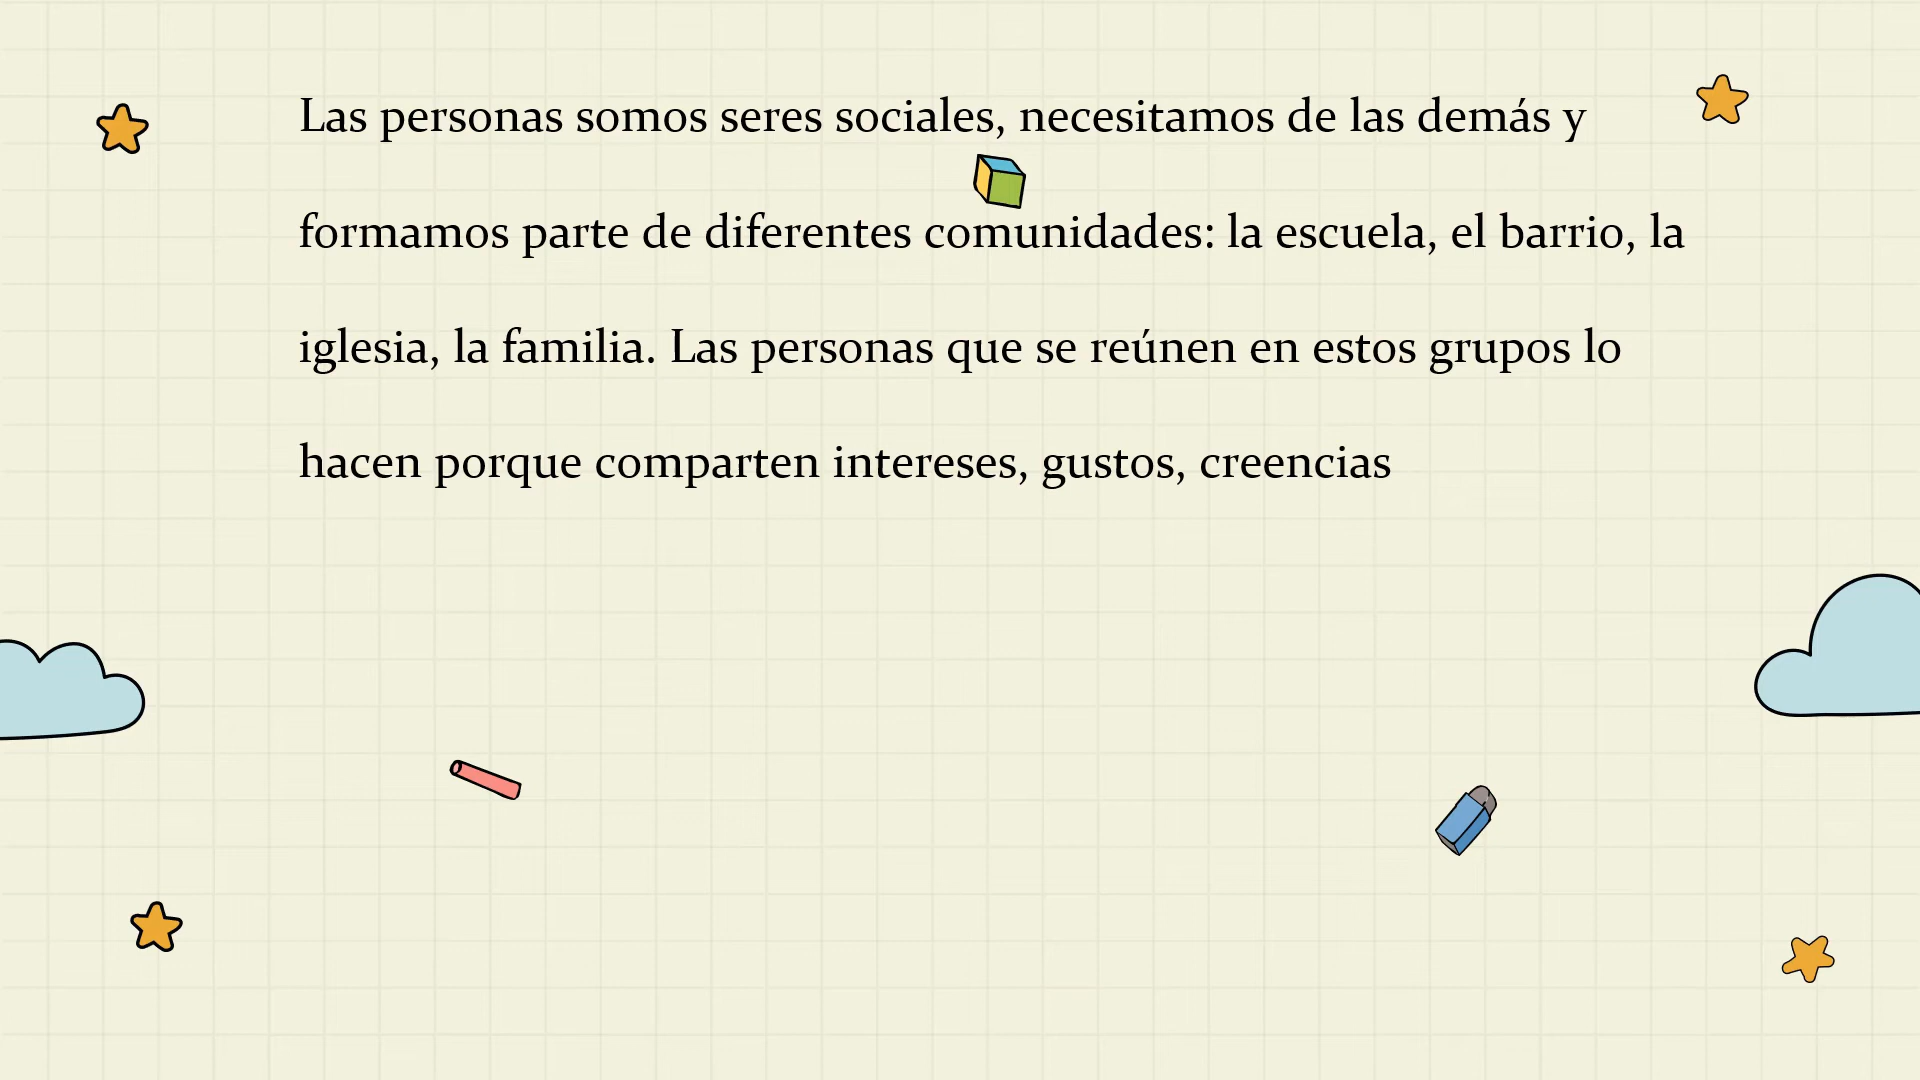 Las personas somos seres sociales, necesitamos de las demás y
formamos parte de diferentes comunidades: la escuela, el barrio, la
iglesia, la familia. Las personas que se reúnen en estos grupos lo
hacen porque comparten intereses, gustos, creencias